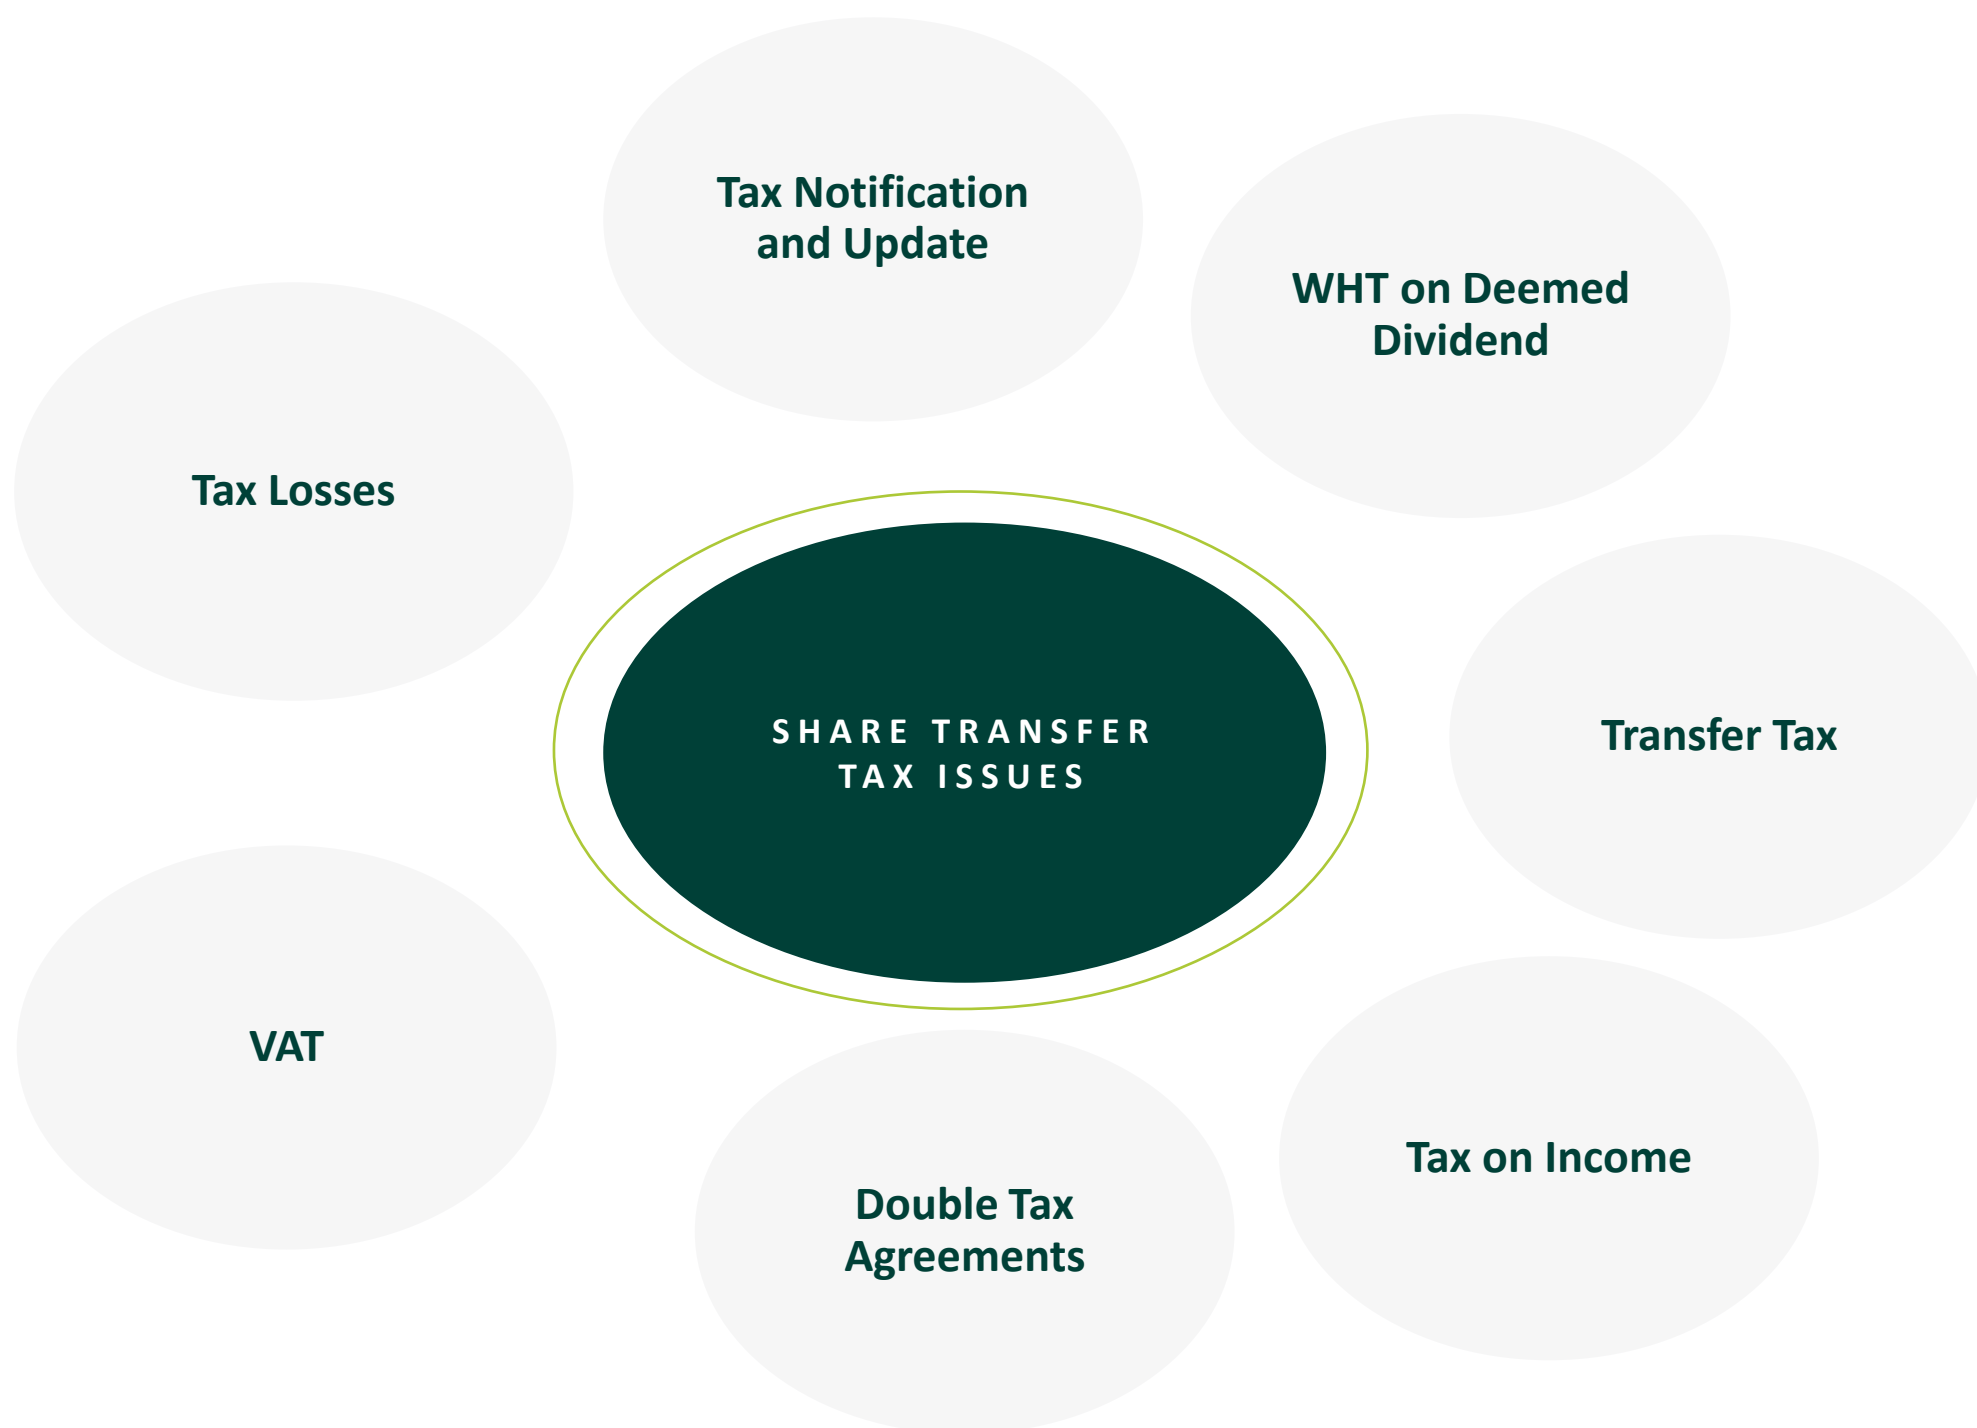 Tax Notification
and Update
WHT on Deemed
Dividend
Tax Losses
SHARE TRANSFER
TAX ISSUES
Transfer Tax
VAT
Tax on Income
Double Tax
Agreements